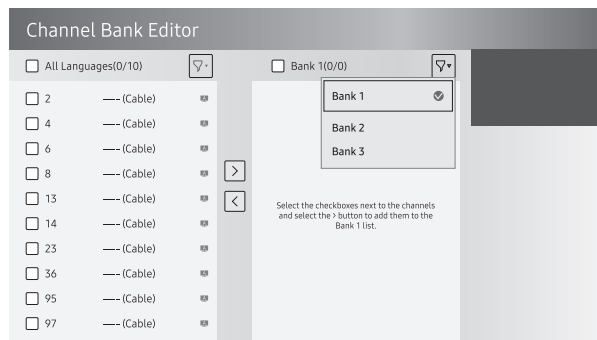 Channel Bank Editor
All Languages(0/10)
Bank 1(0/0)
2 ---- (Cable)
4 ---- (Cable)
6 ---- (Cable)
8 ---- (Cable)
13 ---- (Cable)
14 ---- (Cable)
23 ---- (Cable)
36 ---- (Cable)
95 ---- (Cable)
97 ---- (Cable)
>
<
Bank 1
Bank 2
Bank 3
Select the checkboxes next to the channels
and select the > button to add them to the
Bank 1 list.